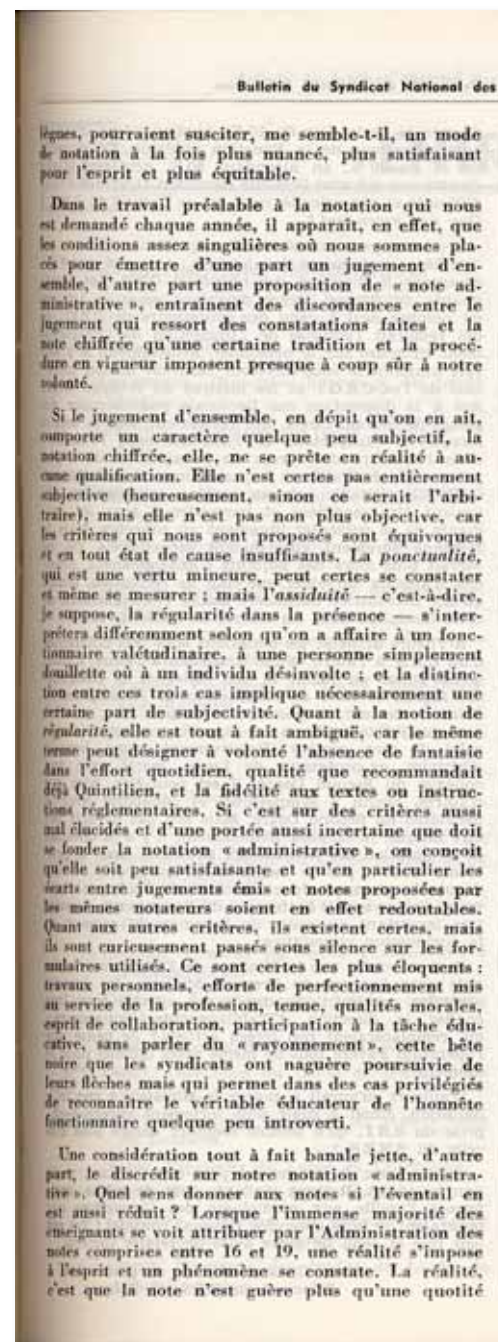 Bulletin du Syndicat National des
lègues, pourraient susciter, me semble-t-il, un mode
de notation à la fois plus nuancé, plus satisfaisant
pour l'esprit et plus équitable.
Dans le travail préalable à la notation qui nous
est demandé chaque année, il apparaît, en effet, que
les conditions assez singulières où nous sommes pla-
cés pour émettre d'une part un jugement d'en-
semble, d'autre part une proposition de « note ad-
ministrative », entraînent des discordances entre le
jugement qui ressort des constatations faites et la
note chiffrée qu'une certaine tradition et la procé-
dure en vigueur imposent presque à coup sûr à notre
volonté.
Si le jugement d'ensemble, en dépit qu'on en ait,
comporte un caractère quelque peu subjectif, la
notation chiffrée, elle, ne se prête en réalité à au-
cune qualification. Elle n'est certes pas entièrement
subjective (heureusement, sinon ce serait l'arbi-
traire), mais elle n'est pas non plus objective, car
les critères qui nous sont proposés sont équivoques
et en tout état de cause insuffisants. La ponctualité,
qui est une vertu mineure, peut certes se constater
et même se mesurer ; mais l'assiduité — c'est-à-dire,
je suppose, la régularité dans la présence — s'inter-
prétera différemment selon qu'on a affaire à un fonc-
tionnaire valétudinaire, à une personne simplement
douillette où à un individu désinvolte ; et la distinc-
tion entre ces trois cas implique nécessairement une
certaine part de subjectivité. Quant à la notion de
régularité, elle est tout à fait ambiguë, car le même
terme peut désigner à volonté l'absence de fantaisie
dans l'effort quotidien, qualité que recommandait
déjà Quintilien, et la fidélité aux textes ou instruc-
tions réglementaires. Si c'est sur des critères aussi
mal élucidés et d'une portée aussi incertaine que doit
se fonder la notation « administrative », on conçoit
qu'elle soit peu satisfaisante et qu'en particulier les
écarts entre jugements émis et notes proposées par
les mêmes notateurs soient en effet redoutables.
Quant aux autres critères, ils existent certes, mais
ils sont curieusement passés sous silence sur les for-
mulaires utilisés. Ce sont certes les plus éloquents :
travaux personnels, efforts de perfectionnement mis
au service de la profession, tenue, qualités morales,
esprit de collaboration, participation à la tâche édu-
cative, sans parler du « rayonnement », cette bête
noire que les syndicats ont naguère poursuivie de
leurs flèches mais qui permet dans des cas privilégiés
de reconnaître le véritable éducateur de l'honnête
fonctionnaire quelque peu introverti.
Une considération tout à fait banale jette, d'autre
part, le discrédit sur notre notation « administra-
tive ». Quel sens donner aux notes si l'éventail en
est aussi réduit ? Lorsque l'immense majorité des
enseignants se voit attribuer par l'Administration des
notes comprises entre 16 et 19, une réalité s'impose
à l'esprit et un phénomène se constate. La réalité,
c'est que la note n'est guère plus qu'une quotité